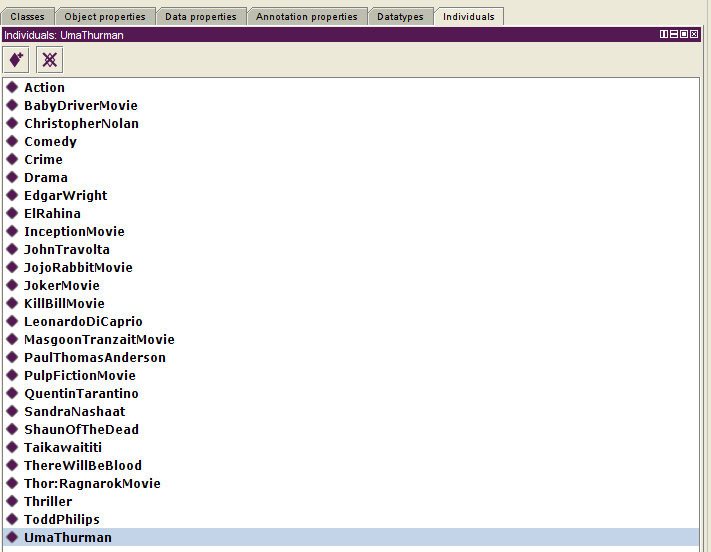 Classes Object properties Data properties Annotation properties Datatypes Individuals
Individuals: UmaThurman
Action
BabyDriverMovie
ChristopherNolan
Comedy
Crime
Drama
EdgarWright
ElRahina
InceptionMovie
JohnTravolta
JojoRabbitMovie
JokerMovie
KillBillMovie
LeonardoDiCaprio
MasgoonTranzaitMovie
PaulThomasAnderson
PulpFictionMovie
QuentinTarantino
SandraNashaat
ShaunOfTheDead
Taikawaititi
ThereWillBeBlood
Thor:RagnarokMovie
Thriller
ToddPhilips
UmaThurman